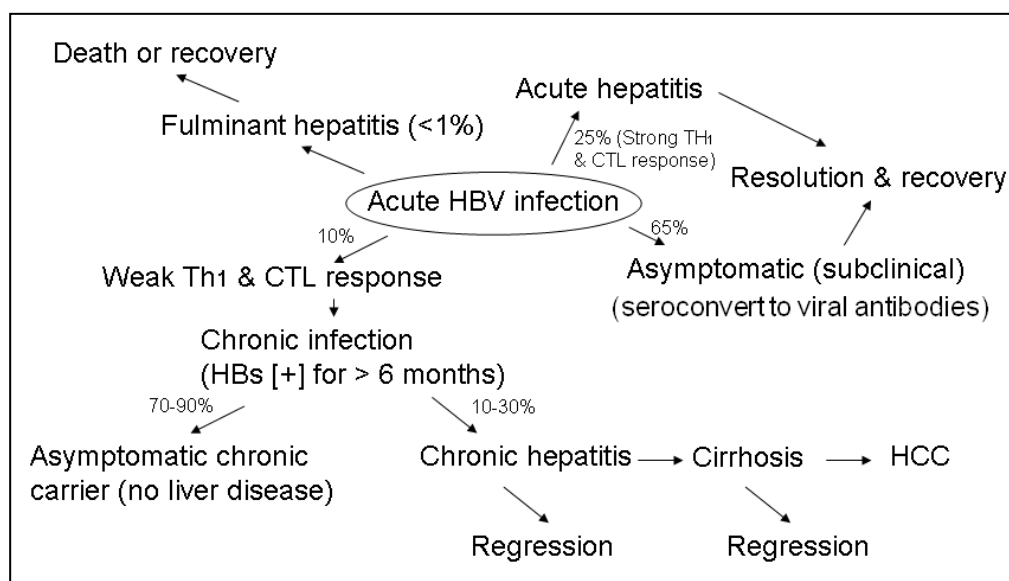 Death or recovery
Acute hepatitis
Fulminant hepatitis (<1%)
25% (Strong TH1
& CTL response)
Resolution & recovery
Acute HBV infection
10%
65%
Weak Th1 & CTL response
Asymptomatic (subclinical)
(seroconvert to viral antibodies)
Chronic infection
(HBs [+] for > 6 months)
70-90%
10-30%
Asymptomatic chronic
carrier (no liver disease)
Chronic hepatitis
Cirrhosis
HCC
Regression
Regression